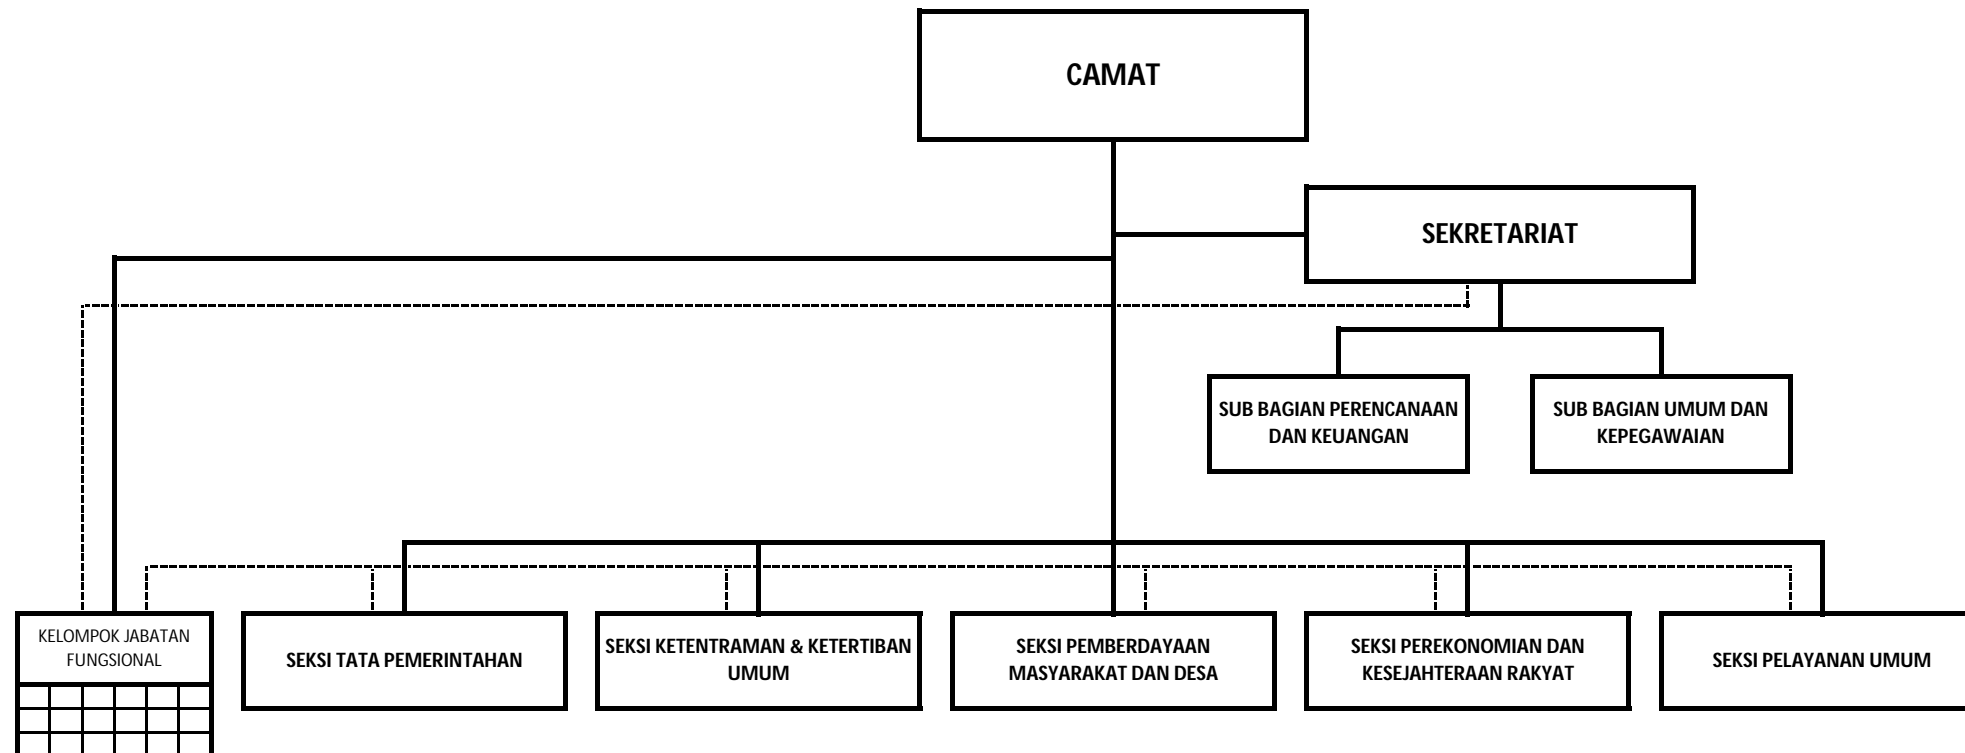 CAMAT
SEKRETARIAT
SUB BAGIAN PERENCANAAN
DAN KEUANGAN
SUB BAGIAN UMUM DAN
KEPEGAWAIAN
KELOMPOK JABATAN
FUNGSIONAL
SEKSI TATA PEMERINTAHAN
SEKSI KETENTRAMAN & KETERTIBAN
UMUM
SEKSI PEMBERDAYAAN
MASYARAKAT DAN DESA
SEKSI PEREKONOMIAN DAN
KESEJAHTERAAN RAKYAT
SEKSI PELAYANAN UMUM